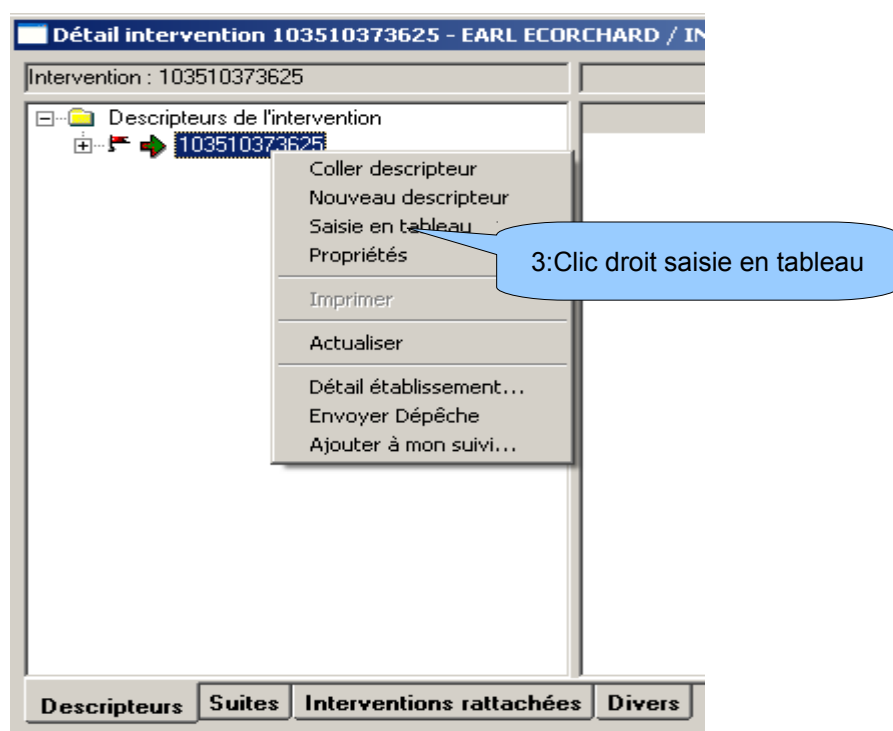 Détail intervention 103510373625 - EARL ECORCHARD / IN
Intervention : 103510373625
Descripteurs de l'intervention
103510373625
Coller descripteur
Nouveau descripteur
Saisie en tableau
Propriétés
Imprimer
Actualiser
Détail établissement...
Envoyer Dépêche
Ajouter à mon suivi...
3:Clic droit saisie en tableau
Descripteurs Suites Interventions rattachées Divers